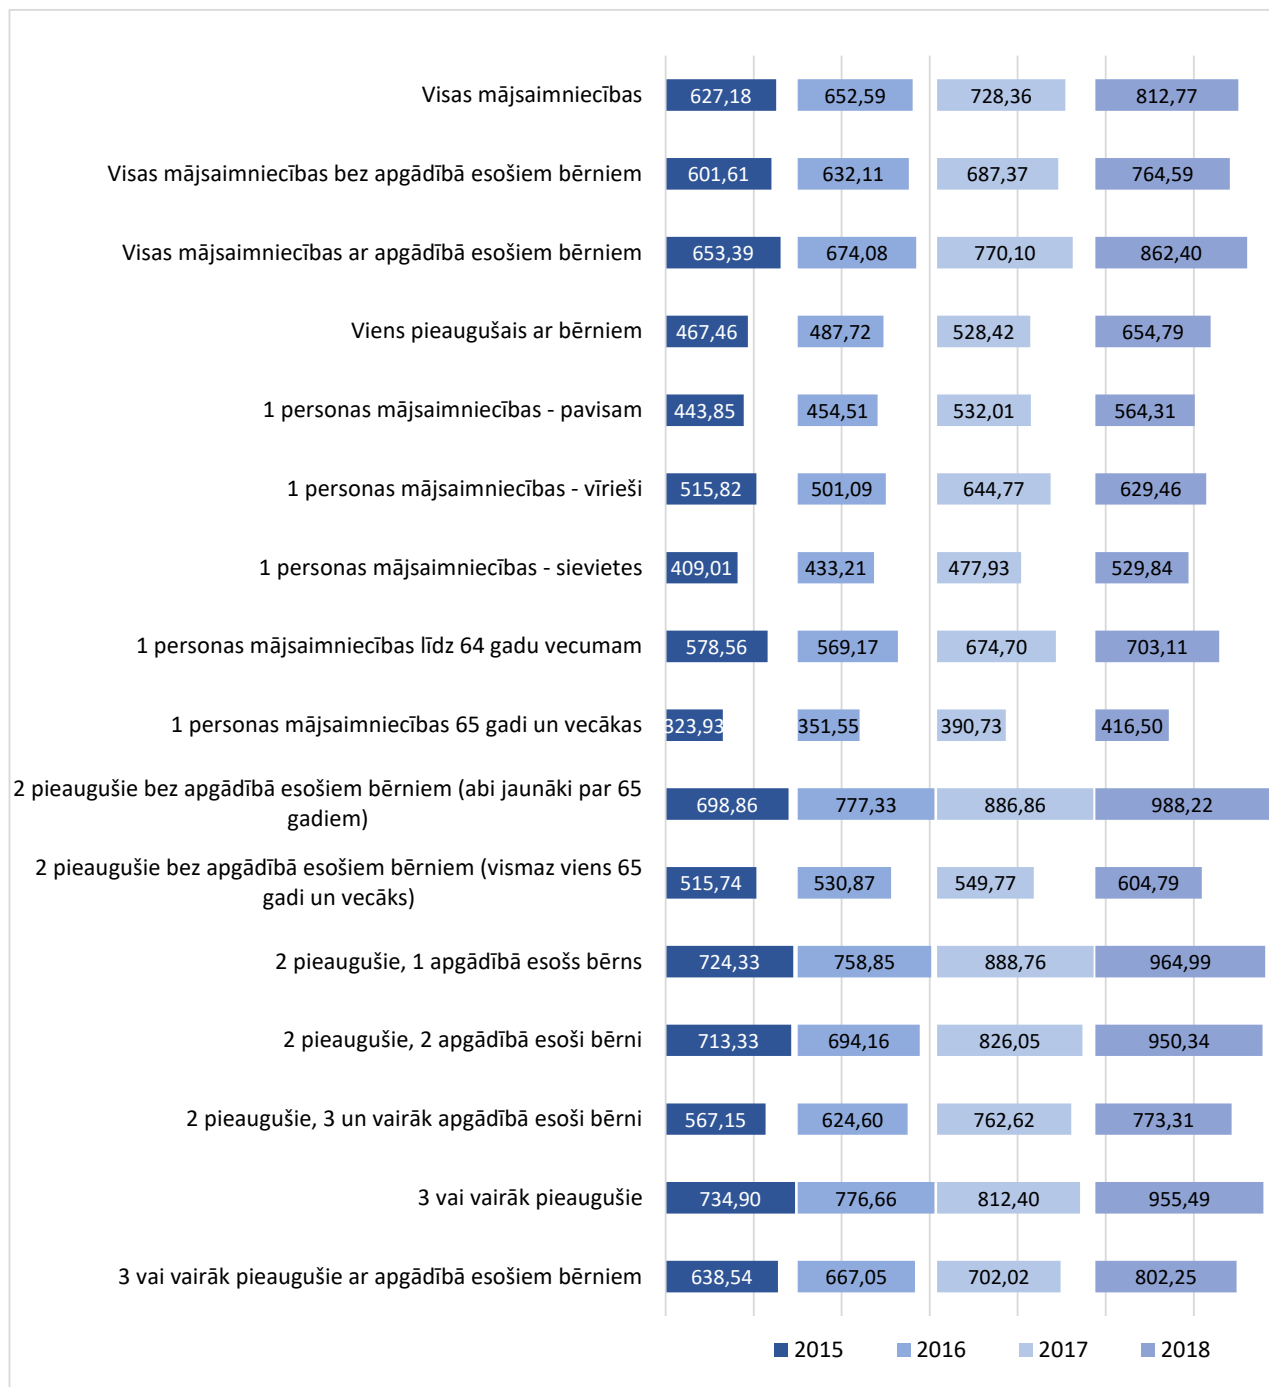 Visas mājsaimniecības 627,18 652,59 728,36 812,77
Visas mājsaimniecības bez apgādībā esošiem bērniem 601,61 632,11 687,37 764,59
Visas mājsaimniecības ar apgādībā esošiem bērniem 653,39 674,08 770,10 862,40
Viens pieaugušais ar bērniem 467,46 487,72 528,42 654,79
1 personas mājsaimniecības - pavisam 443,85 454,51 532,01 564,31
1 personas mājsaimniecības - vīrieši 515,82 501,09 644,77 629,46
1 personas mājsaimniecības - sievietes 409,01 433,21 477,93 529,84
1 personas mājsaimniecības līdz 64 gadu vecumam 578,56 569,17 674,70 703,11
1 personas mājsaimniecības 65 gadi un vecākas 323,93 351,55 390,73 416,50
2 pieaugušie bez apgādībā esošiem bērniem (abi jaunāki par 65
gadiem) 698,86 777,33 886,86 988,22
2 pieaugušie bez apgādībā esošiem bērniem (vismaz viens 65
gadi un vecāks) 515,74 530,87 549,77 604,79
2 pieaugušie, 1 apgādībā esošs bērns 724,33 758,85 888,76 964,99
2 pieaugušie, 2 apgādībā esoši bērni 713,33 694,16 826,05 950,34
2 pieaugušie, 3 un vairāk apgādībā esoši bērni 567,15 624,60 762,62 773,31
3 vai vairāk pieaugušie 734,90 776,66 812,40 955,49
3 vai vairāk pieaugušie ar apgādībā esošiem bērniem 638,54 667,05 702,02 802,25
2015 2016 2017 2018